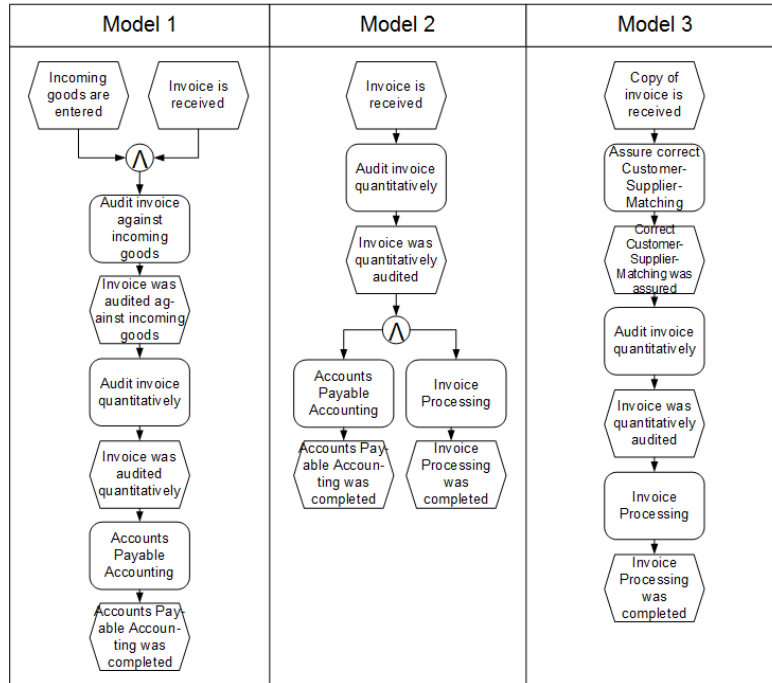 Model 1
Incoming
goods are
entered
Invoice is
received
Λ
Audit invoice
against
incoming
goods
Invoice was
audited ag-
ainst incoming
goods
Audit invoice
quantitatively
Invoice was
audited
quantitatively
Accounts
Payable
Accounting
Accounts Pay-
able Accoun-
ting was
completed
Model 2
Invoice is
received
Audit invoice
quantitatively
Invoice was
quantitatively
audited
Λ
Accounts
Payable
Accounting
Invoice
Processing
Accounts Pay-
able Accoun-
ting was
completed
Invoice
Processing
was
completed
Model 3
Copy of
invoice is
received
Assure correct
Customer-
Supplier-
Matching
Correct
Customer-
Supplier-
Matching was
assured
Audit invoice
quantitatively
Invoice was
quantitatively
audited
Invoice
Processing
Invoice
Processing
was
completed